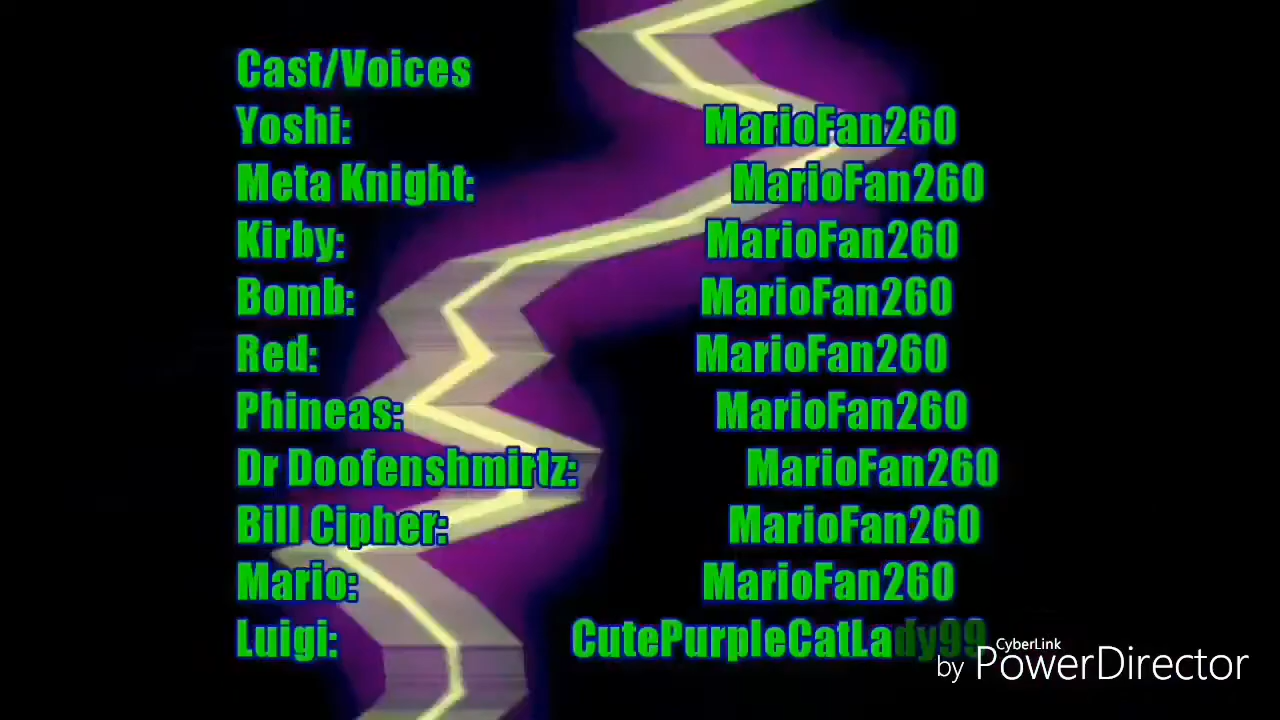 Cast/Voices
Yoshi: MarioFan260
Meta Knight: MarioFan260
Kirby: MarioFan260
Bomb: MarioFan260
Red: MarioFan260
Phineas: MarioFan260
Dr Doofenshmirtz: MarioFan260
Bill Cipher: MarioFan260
Mario: MarioFan260
Luigi: CutePurpleCatLady99
CyberLink
by PowerDirector